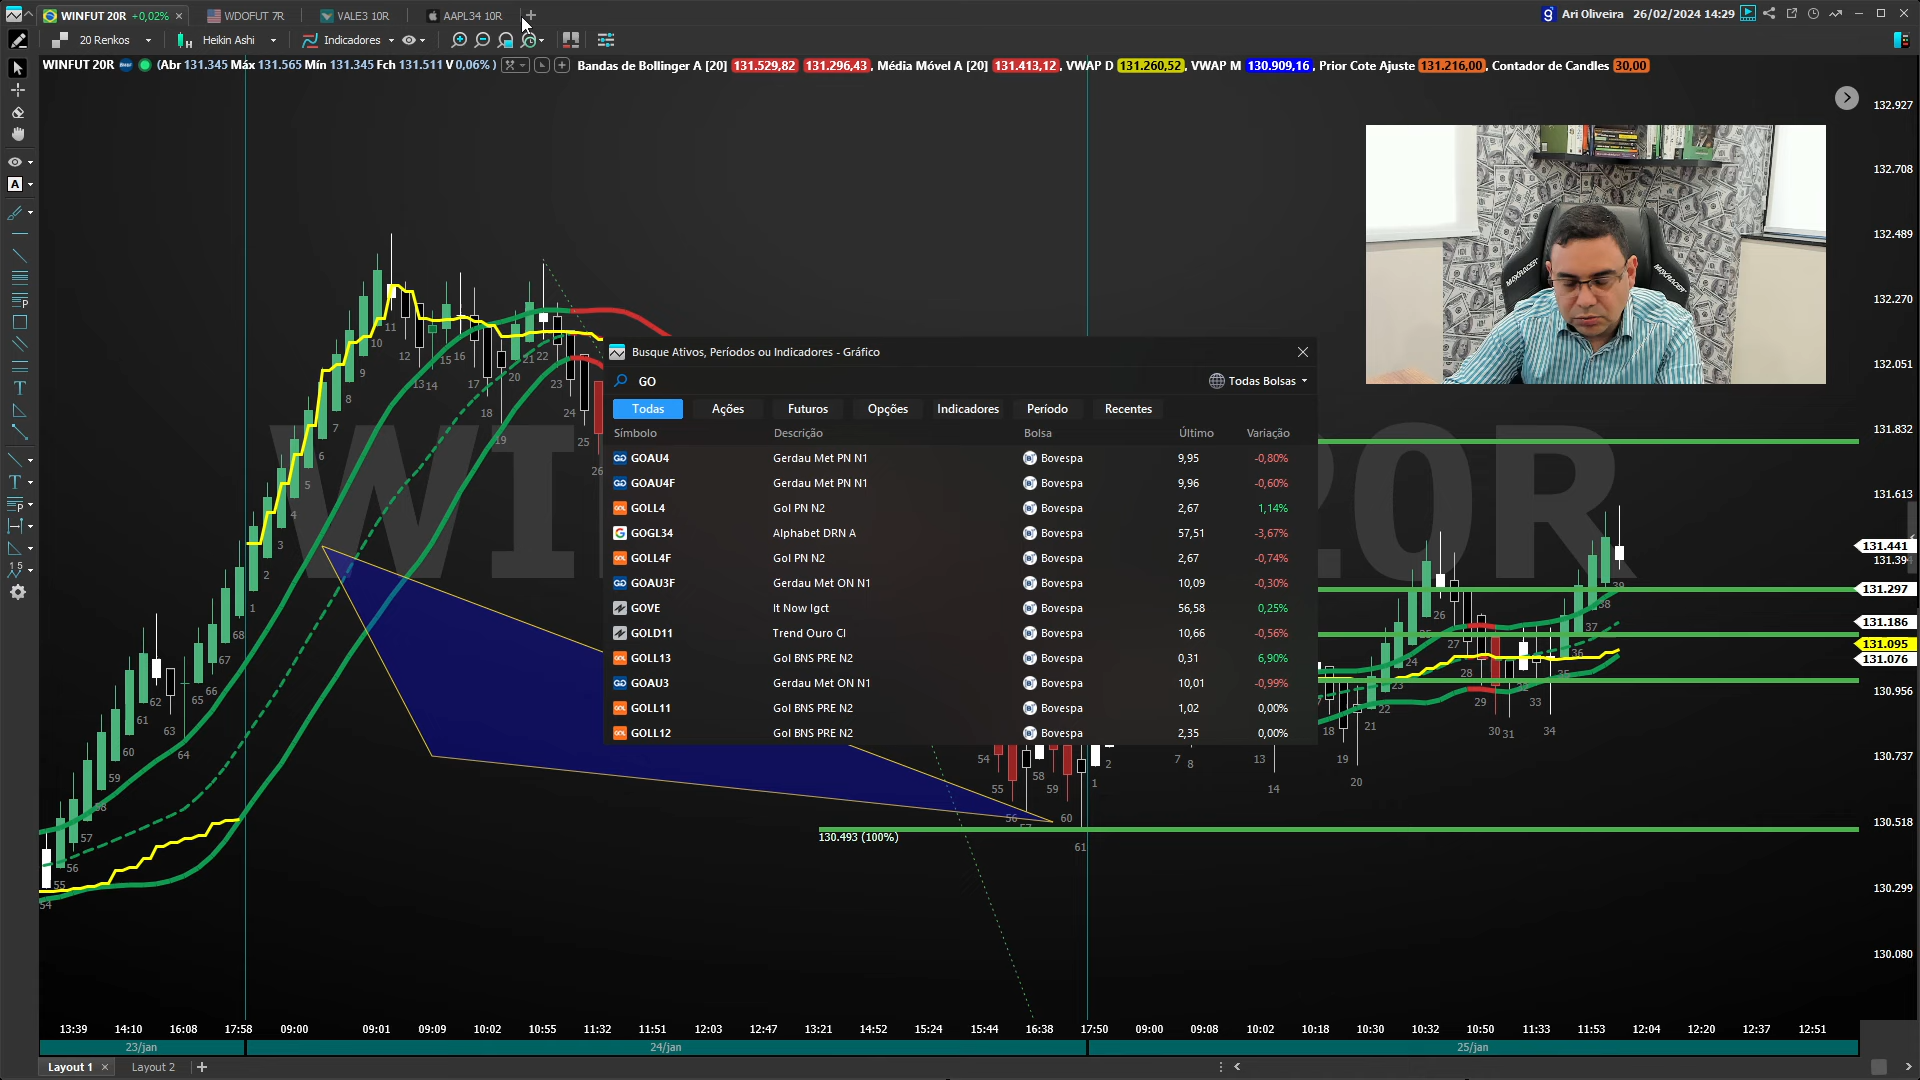 WINFUT 20R +0,02% ×
WDOFUT 7R
VALE3 10R
AAPL34 10R
+
Ari Oliveira 26/02/2024 14:29
20 Renkos
Heikin Ashi
Indicadores
WINFUT 20R (Abr 131.345 Máx 131.565 Mín 131.345 Fch 131.511 V 0,06% ) Bandas de Bollinger A [20] 131.529,82 131.296,43, Média Móvel A [20] 131.413,12, VWAP D 131.260,52, VWAP M 130.909,16, Prior Cote Ajuste 131.216,00, Contador de Candles 30,00
Busque Ativos, Períodos ou Indicadores - Gráfico
GO
Todas Bolsas
Todas Ações Futuros Opções Indicadores Período Recentes
Símbolo Descrição Bolsa Último Variação
GOAU4 Gerdau Met PN N1 Bovespa 9,95 -0,80%
GOAU4F Gerdau Met PN N1 Bovespa 9,96 -0,60%
GOLL4 Gol PN N2 Bovespa 2,67 1,14%
GOGL34 Alphabet DRN A Bovespa 57,51 -3,67%
GOLL4F Gol PN N2 Bovespa 2,67 -0,74%
GOAU3F Gerdau Met ON N1 Bovespa 10,09 -0,30%
GOVE It Now Igct Bovespa 56,58 0,25%
GOLD11 Trend Ouro CI Bovespa 10,66 -0,56%
GOLL13 Gol BNS PRE N2 Bovespa 0,31 6,90%
GOAU3 Gerdau Met ON N1 Bovespa 10,01 -0,99%
GOLL11 Gol BNS PRE N2 Bovespa 1,02 0,00%
GOLL12 Gol BNS PRE N2 Bovespa 2,35 0,00%
MAXRACER
MAXRACER
132.927
132.708
132.489
132.270
132.051
131.832
131.613
131.441
131.394
131.297
131.186
131.095
131.076
130.956
130.737
130.518
130.299
130.080
130.493 (100%)
13:39 14:10 16:08 17:58 09:00 09:01 09:09 10:02 10:55 11:32 11:51 12:03 12:47 13:21 14:52 15:24 15:44 16:38 17:50 09:00 09:08 10:02 10:18 10:30 10:32 10:50 11:33 11:53 12:04 12:20 12:37 12:51
23/jan 24/jan 25/jan
Layout 1 × Layout 2 +